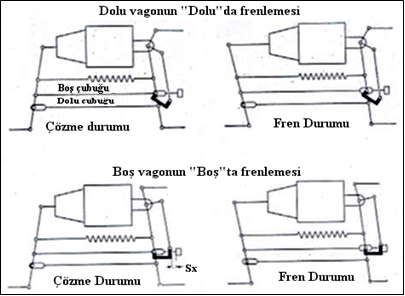 Dolu vagonun "Dolu"da frenlemesi
Boş çubuğu
Dolu çubuğu
Çözme durumu
Fren Durumu
Boş vagonun "Boş"ta frenlemesi
Sx
Çözme Durumu
Fren Durumu